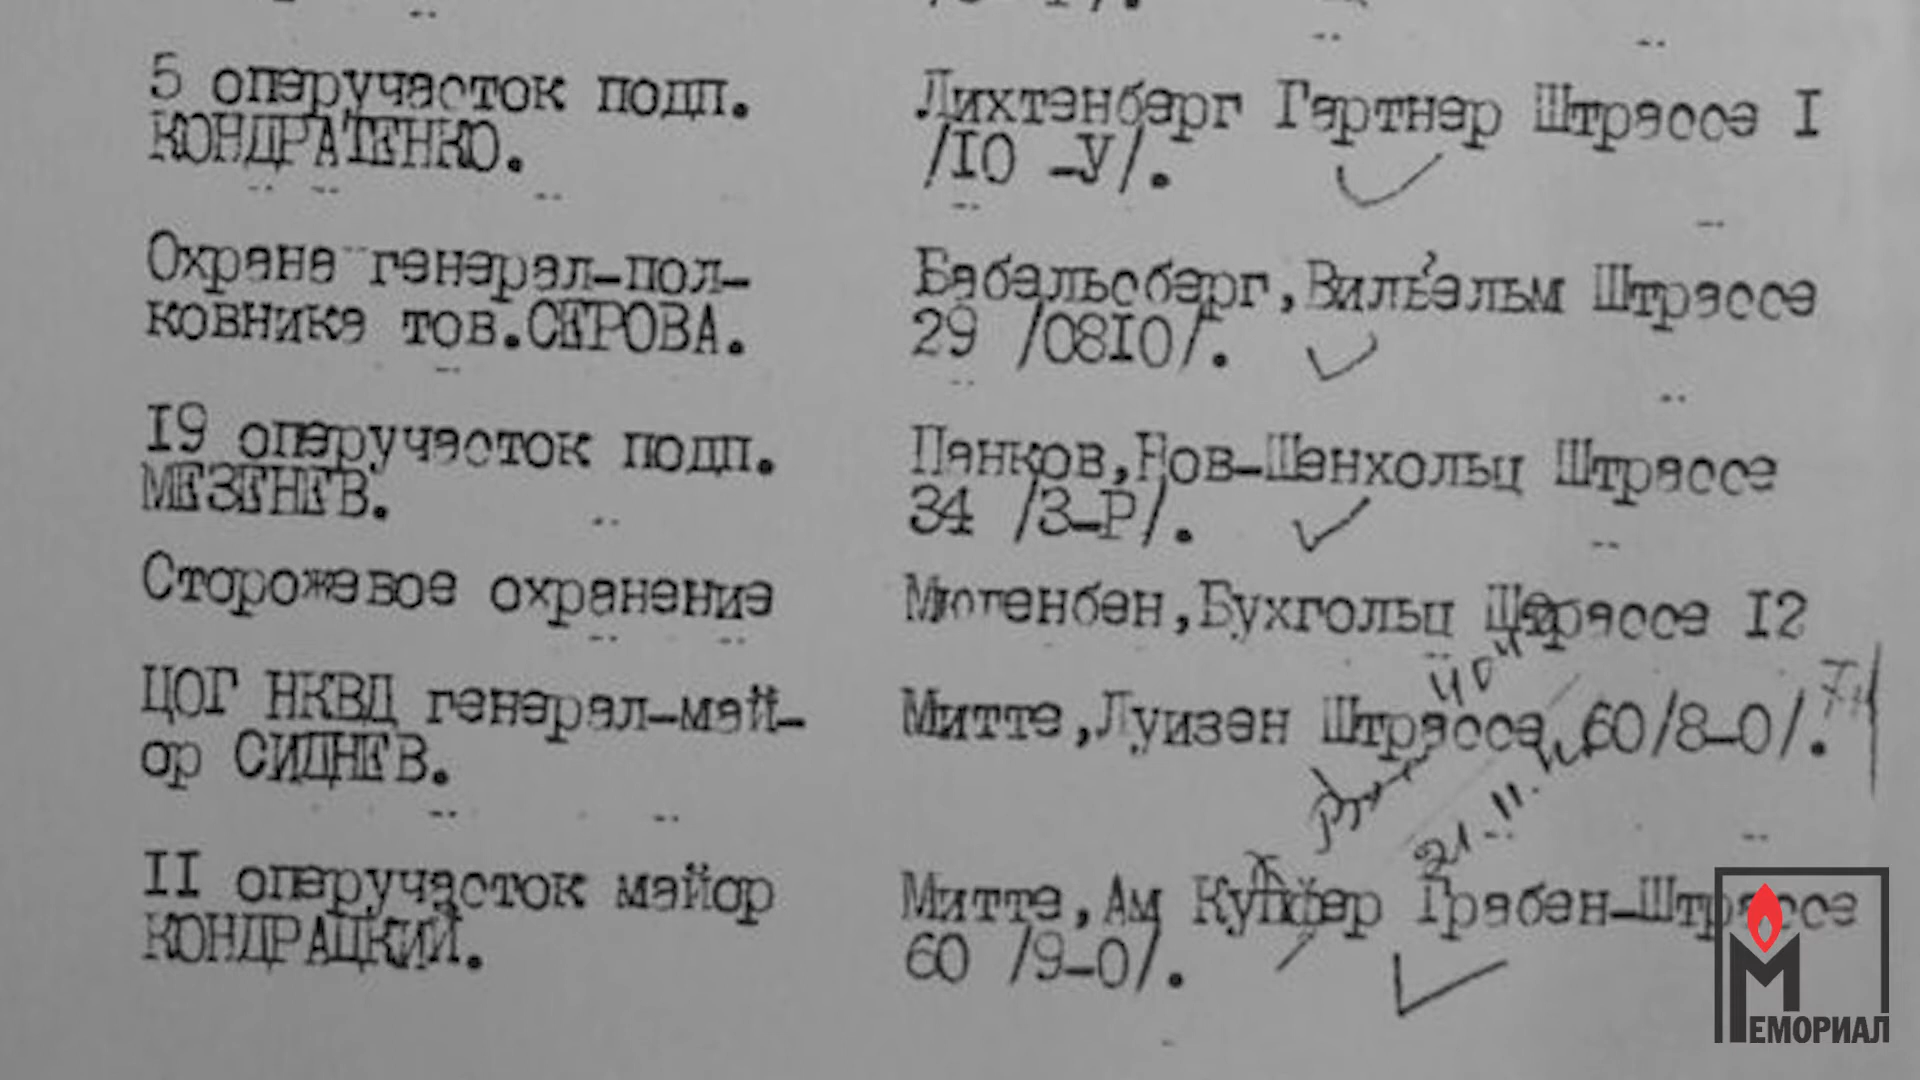 5 оперучасток подп.
КОНДРАТЕНКО.
Лихтенберг Гартнер Штрассе I
/IO -У/.
Охрана генерал-пол-
ковника тов.СЕРОВА.
Бабельсберг,Вильгельм Штрассе
29 /08IO/.
I9 оперучасток подп.
МЕЗЕНЕВ.
Панков,Нов-Шенхольц Штрассе
34 /3-Р/.
Сторожевое охранение
Бухгольц Штрассе I2
ЦОГ НКВД генерал-май-
ор СИДНЕВ.
Митте,Луизен Штрассе 60/8-0/.
21.11.
II оперучасток майор
КОНДРАЦКИЙ.
Митте,Ам Купфер Грабен-Штрассе
60 /9-0/.
МЕМОРИАЛ